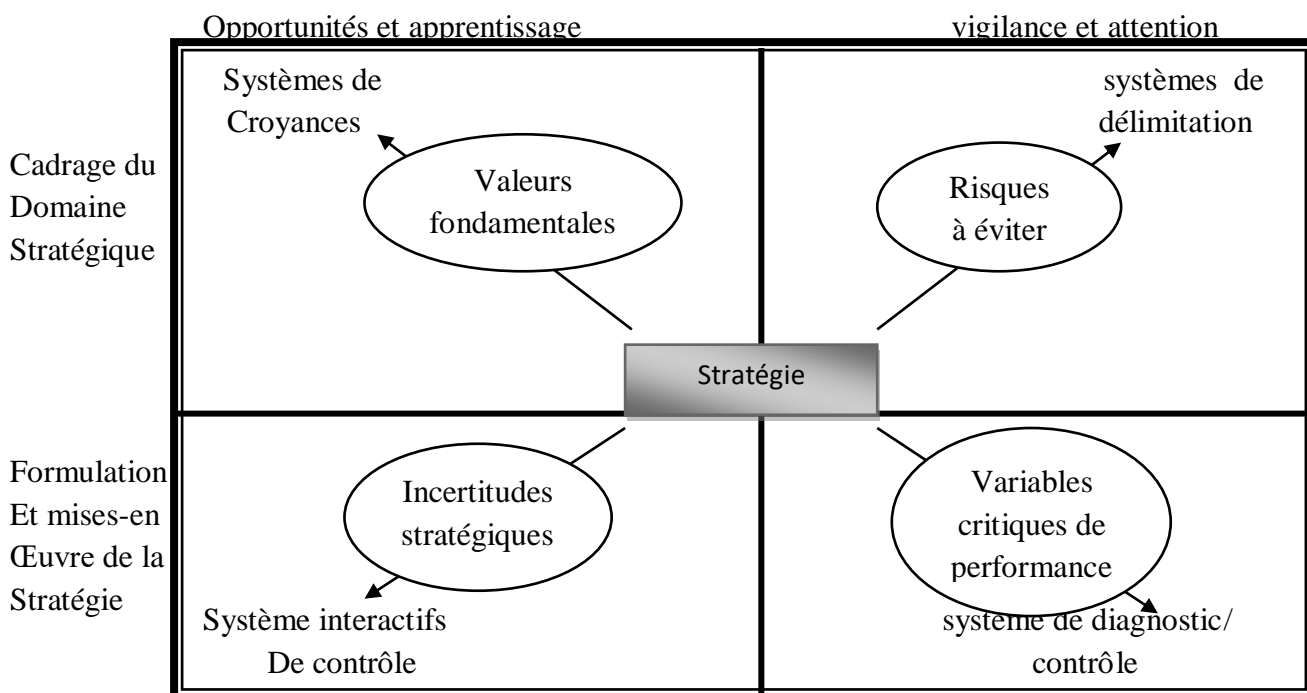 Opportunités et apprentissage
vigilance et attention
Systèmes de
Croyances
systèmes de
délimitation
Cadrage du
Domaine
Stratégique
Valeurs
fondamentales
Risques
à éviter
Stratégie
Formulation
Et mises-en
Œuvre de la
Stratégie
Incertitudes
stratégiques
Variables
critiques de
performance
Système interactifs
De contrôle
système de diagnostic/
contrôle